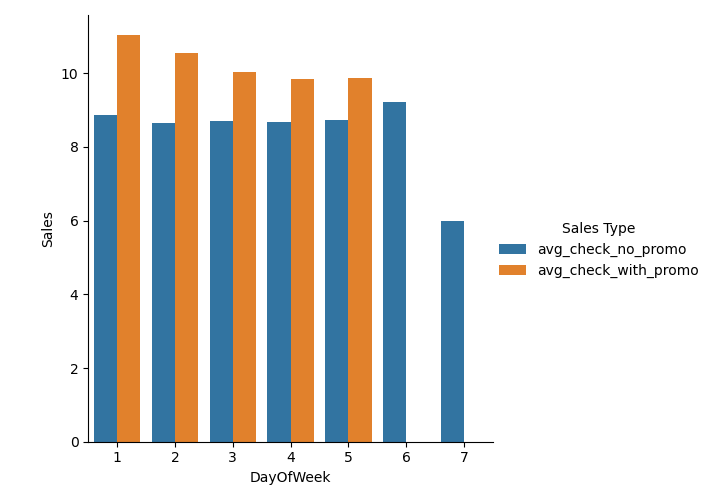 10
8
6
4
2
0
Sales
1 2 3 4 5 6 7
DayOfWeek
Sales Type
avg_check_no_promo
avg_check_with_promo